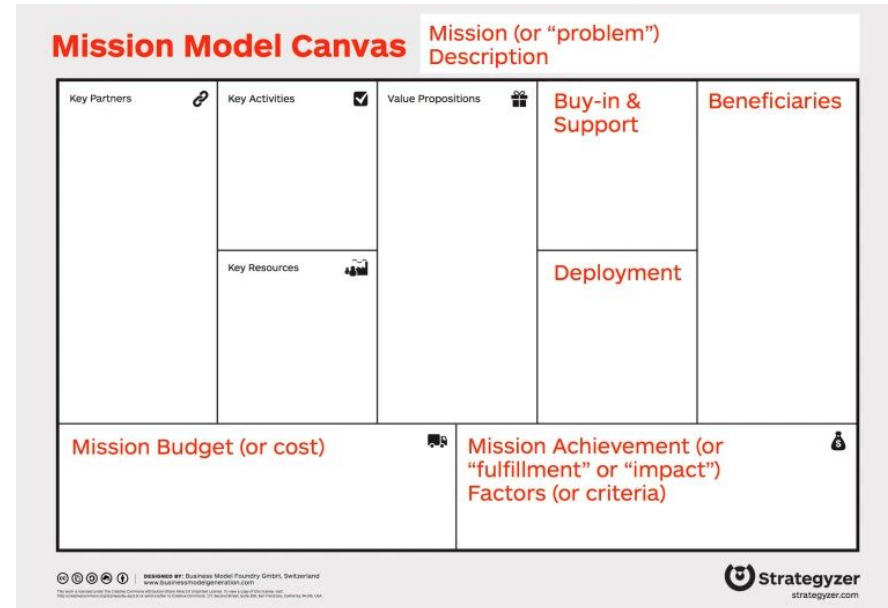 Mission Model Canvas
Mission (or “problem”)
Description
Key Partners
Key Activities
Value Propositions
Buy-in &
Support
Beneficiaries
Key Resources
Deployment
Mission Budget (or cost)
Mission Achievement (or
“fulfillment” or “impact”)
Factors (or criteria)
DESIGNED BY: Business Model Foundry GmbH, Switzerland
www.businessmodelgeneration.com
Strategyzer
strategyzer.com